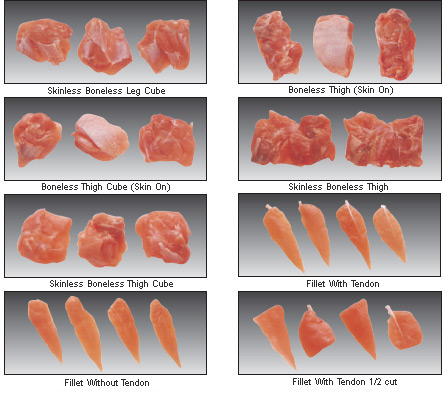 Skinless Boneless Leg Cube
Boneless Thigh (Skin On)
Boneless Thigh Cube (Skin On)
Skinless Boneless Thigh
Skinless Boneless Thigh Cube
Fillet With Tendon
Fillet Without Tendon
Fillet With Tendon 1/2 cut